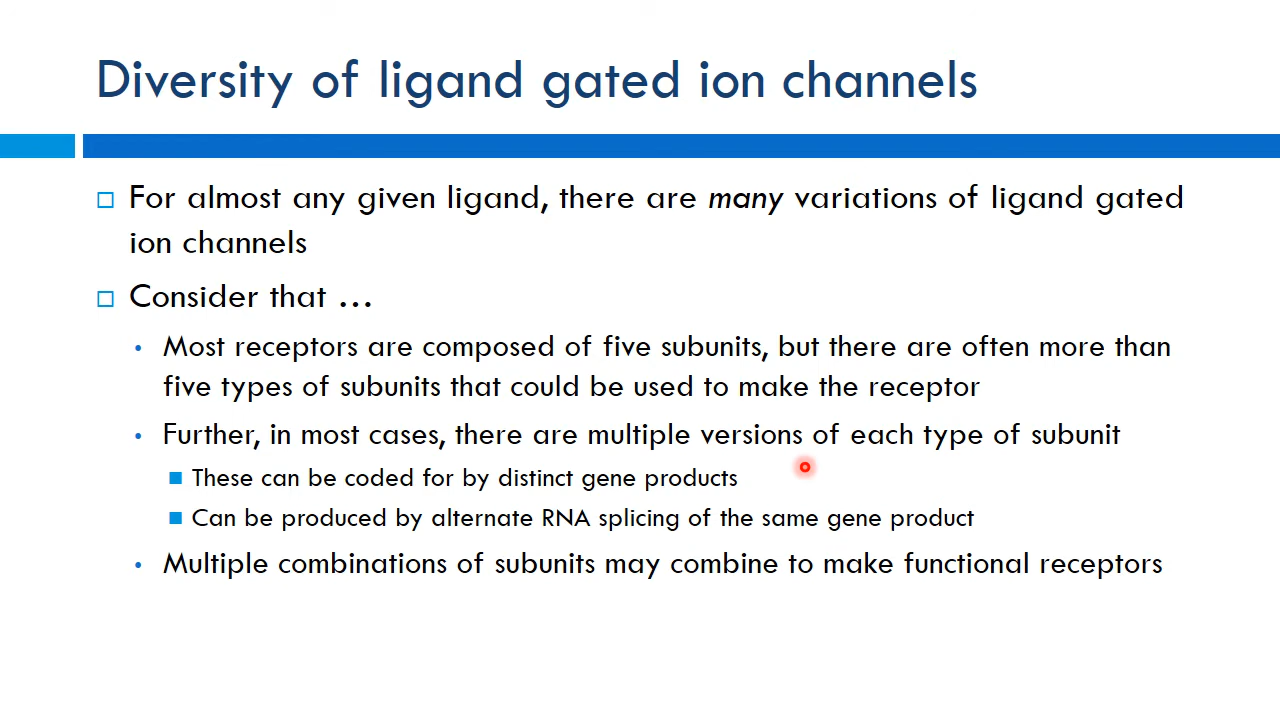 Diversity of ligand gated ion channels
For almost any given ligand, there are many variations of ligand gated
ion channels
Consider that …
Most receptors are composed of five subunits, but there are often more than
five types of subunits that could be used to make the receptor
Further, in most cases, there are multiple versions of each type of subunit
These can be coded for by distinct gene products
Can be produced by alternate RNA splicing of the same gene product
Multiple combinations of subunits may combine to make functional receptors